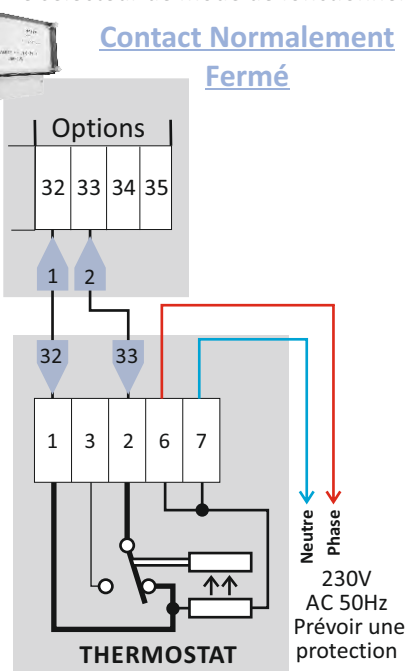 Contact Normalement
Fermé
Options
32 33 34 35
1 2
32 33
1 3 2 6 7
Neutre
Phase
230V
AC 50Hz
Prévoir une
protection
THERMOSTAT